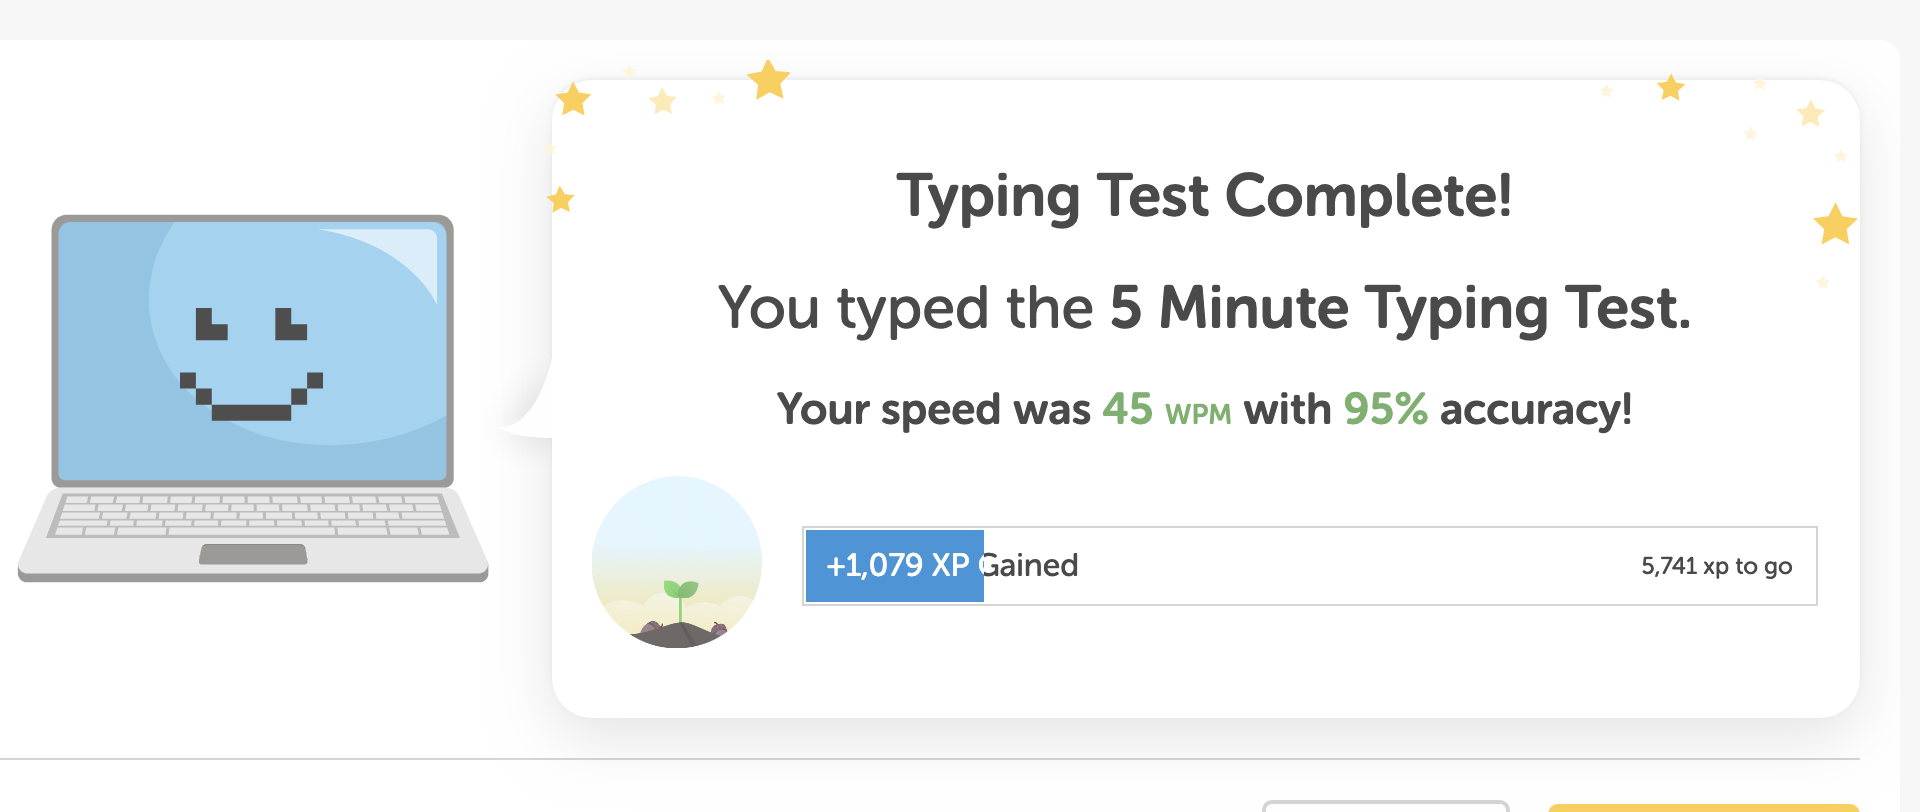 Typing Test Complete!
You typed the 5 Minute Typing Test.
Your speed was 45 WPM with 95% accuracy!
+1,079 XP Gained
5,741 xp to go